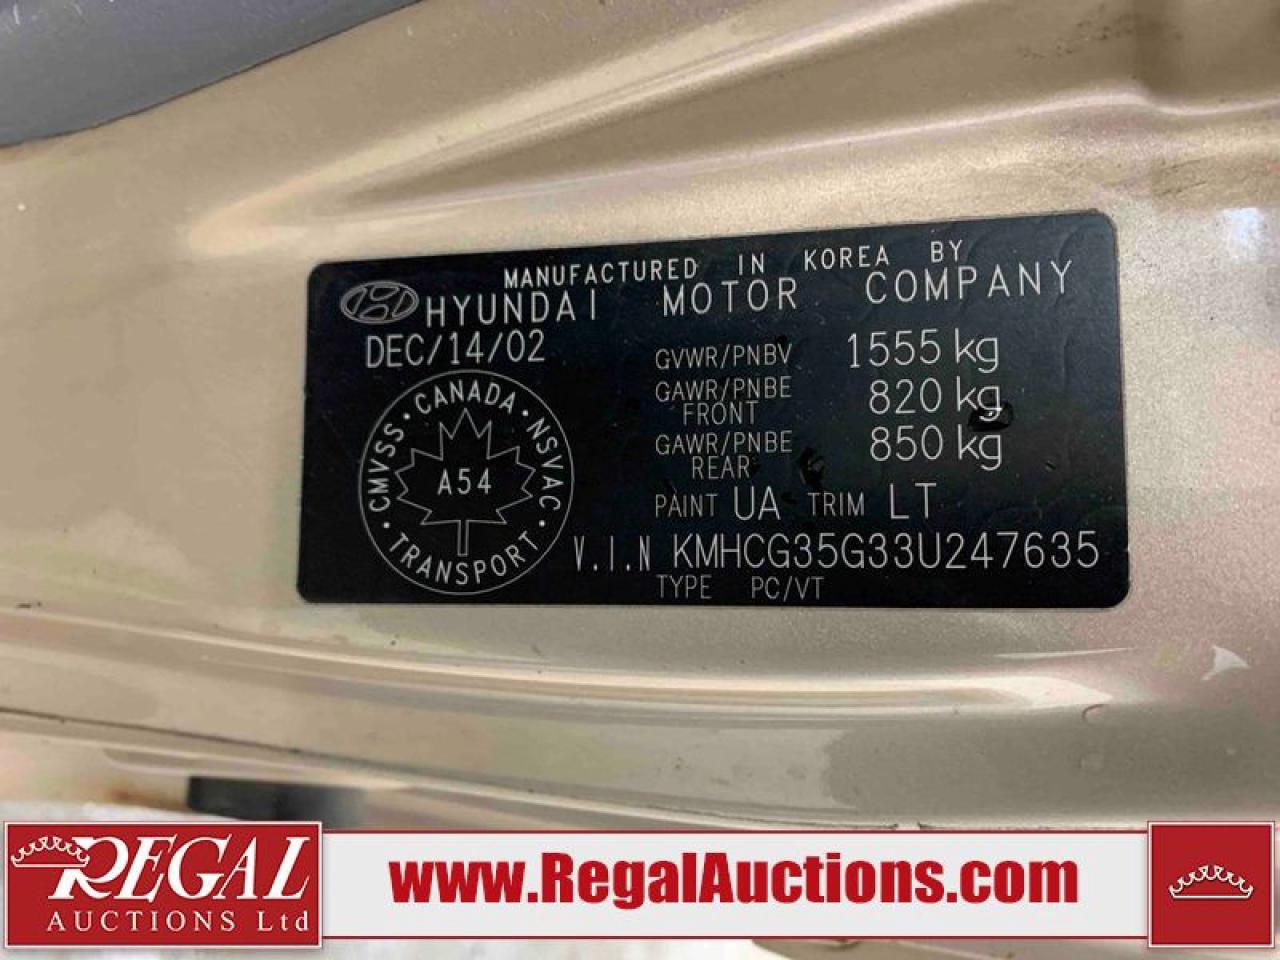 MANUFACTURED IN KOREA BY
HYUNDAI MOTOR COMPANY
DEC/14/02
GVWR/PNBV 1555 kg
GAWR/PNBE FRONT 820 kg
GAWR/PNBE REAR 850 kg
PAINT UA TRIM LT
V.I.N KMHCG35G33U247635
TYPE PC/VT
CMVSS · CANADA · NSVAC · TRANSPORT ·
A54
REGAL
AUCTIONS Ltd
www.RegalAuctions.com